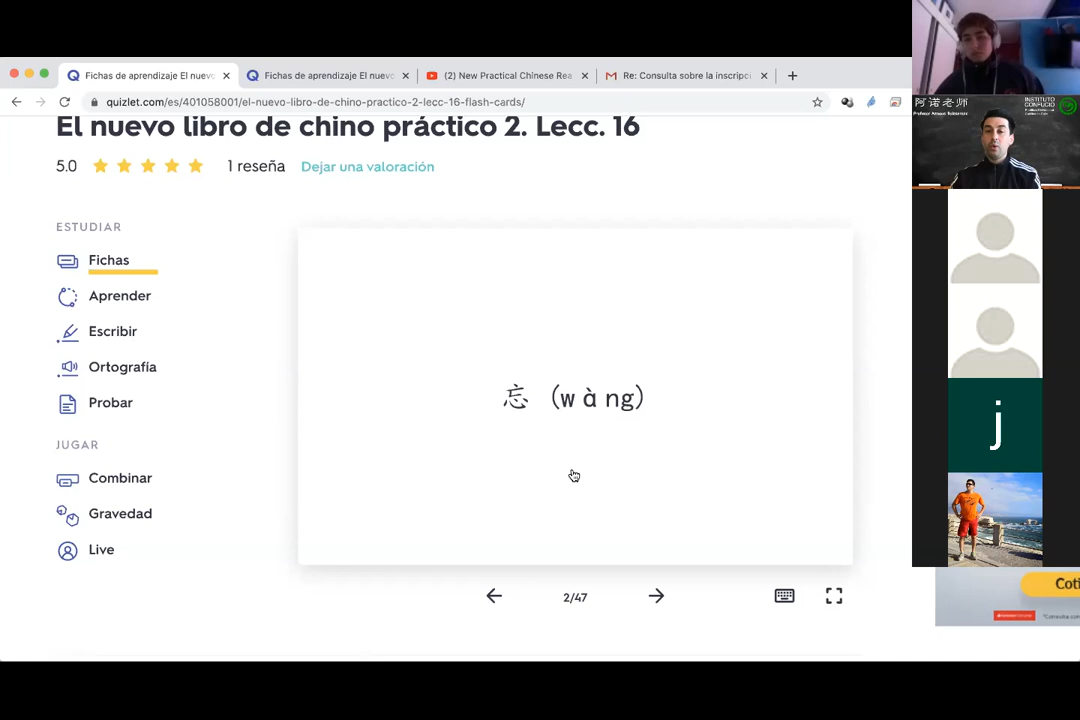 Fichas de aprendizaje El nuevo
Fichas de aprendizaje El nuevo
(2) New Practical Chinese Rea
Re: Consulta sobre la inscripc
quizlet.com/es/401058001/el-nuevo-libro-de-chino-practico-2-lecc-16-flash-cards/
El nuevo libro de chino práctico 2. Lecc. 16
5.0
1 reseña
Dejar una valoración
ESTUDIAR
Fichas
Aprender
Escribir
Ortografía
Probar
JUGAR
Combinar
Gravedad
Live
忘 (wàng)
2/47
阿诺老师
INSTITUTO
CONFUCIO
j
Coti